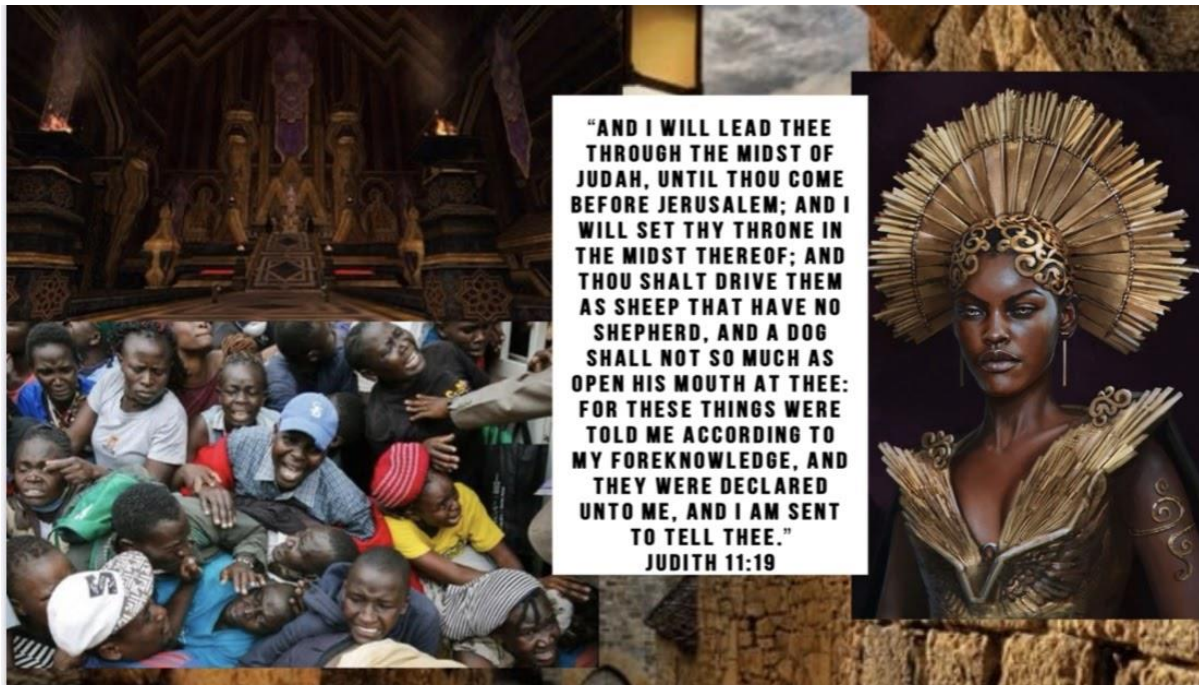 “AND I WILL LEAD THEE
THROUGH THE MIDST OF
JUDAH, UNTIL THOU COME
BEFORE JERUSALEM; AND I
WILL SET THY THRONE IN
THE MIDST THEREOF; AND
THOU SHALT DRIVE THEM
AS SHEEP THAT HAVE NO
SHEPHERD, AND A DOG
SHALL NOT SO MUCH AS
OPEN HIS MOUTH AT THEE:
FOR THESE THINGS WERE
TOLD ME ACCORDING TO
MY FOREKNOWLEDGE, AND
THEY WERE DECLARED
UNTO ME, AND I AM SENT
TO TELL THEE.”
JUDITH 11:19